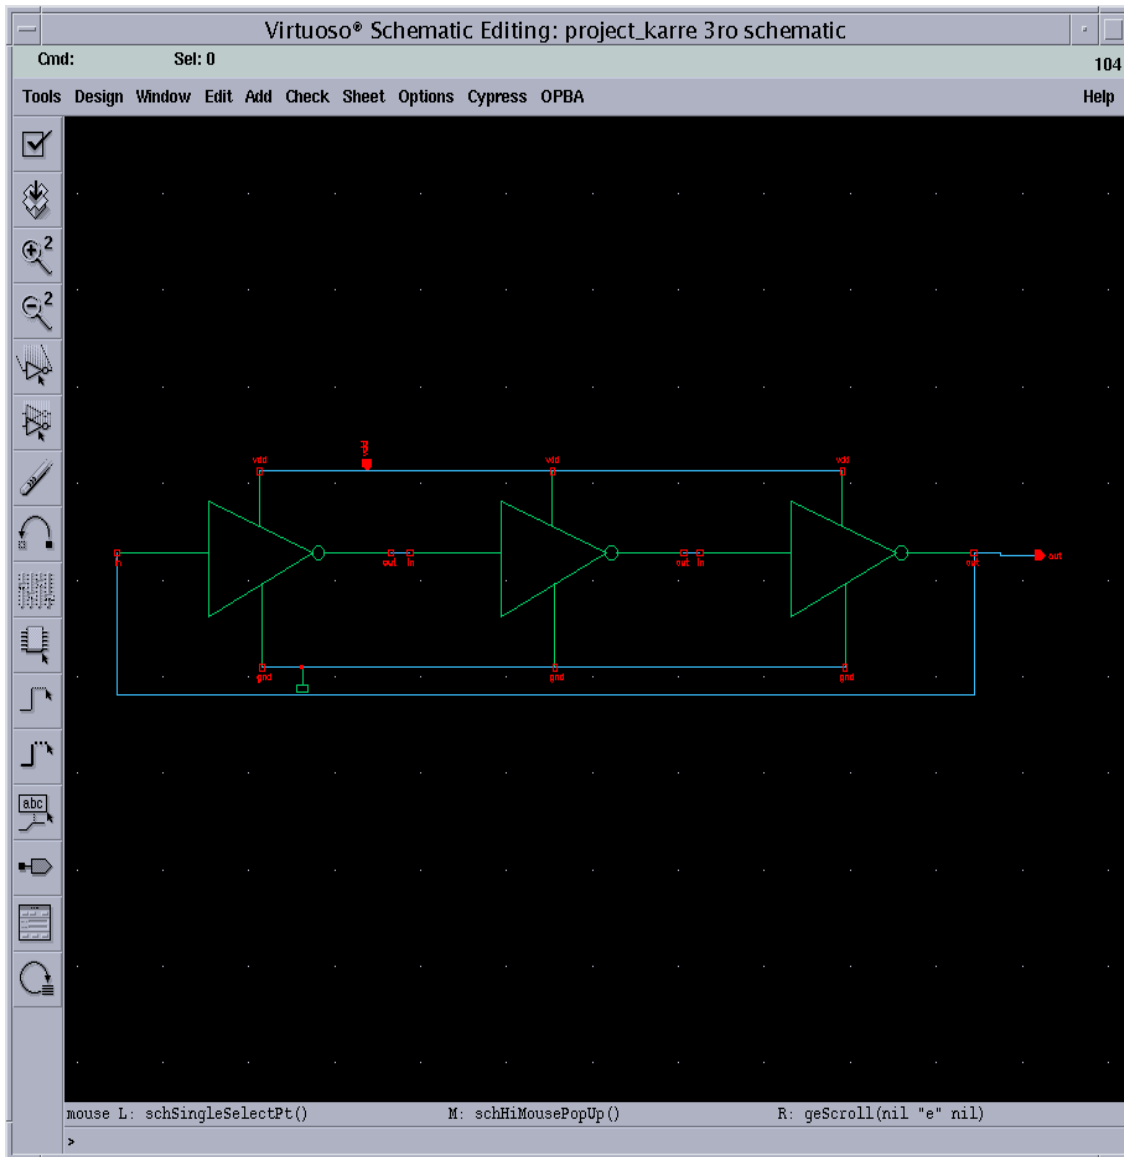 Virtuoso® Schematic Editing: project_karre 3ro schematic
Cmd: Sel: 0 104
Tools Design Window Edit Add Check Sheet Options Cypress OPBA Help
2
2
abc
vdd
vdd vdd vdd
out in out in out out
gnd gnd gnd
mouse L: schSingleSelectPt() M: schHiMousePopUp() R: geScroll(nil "e" nil)
>